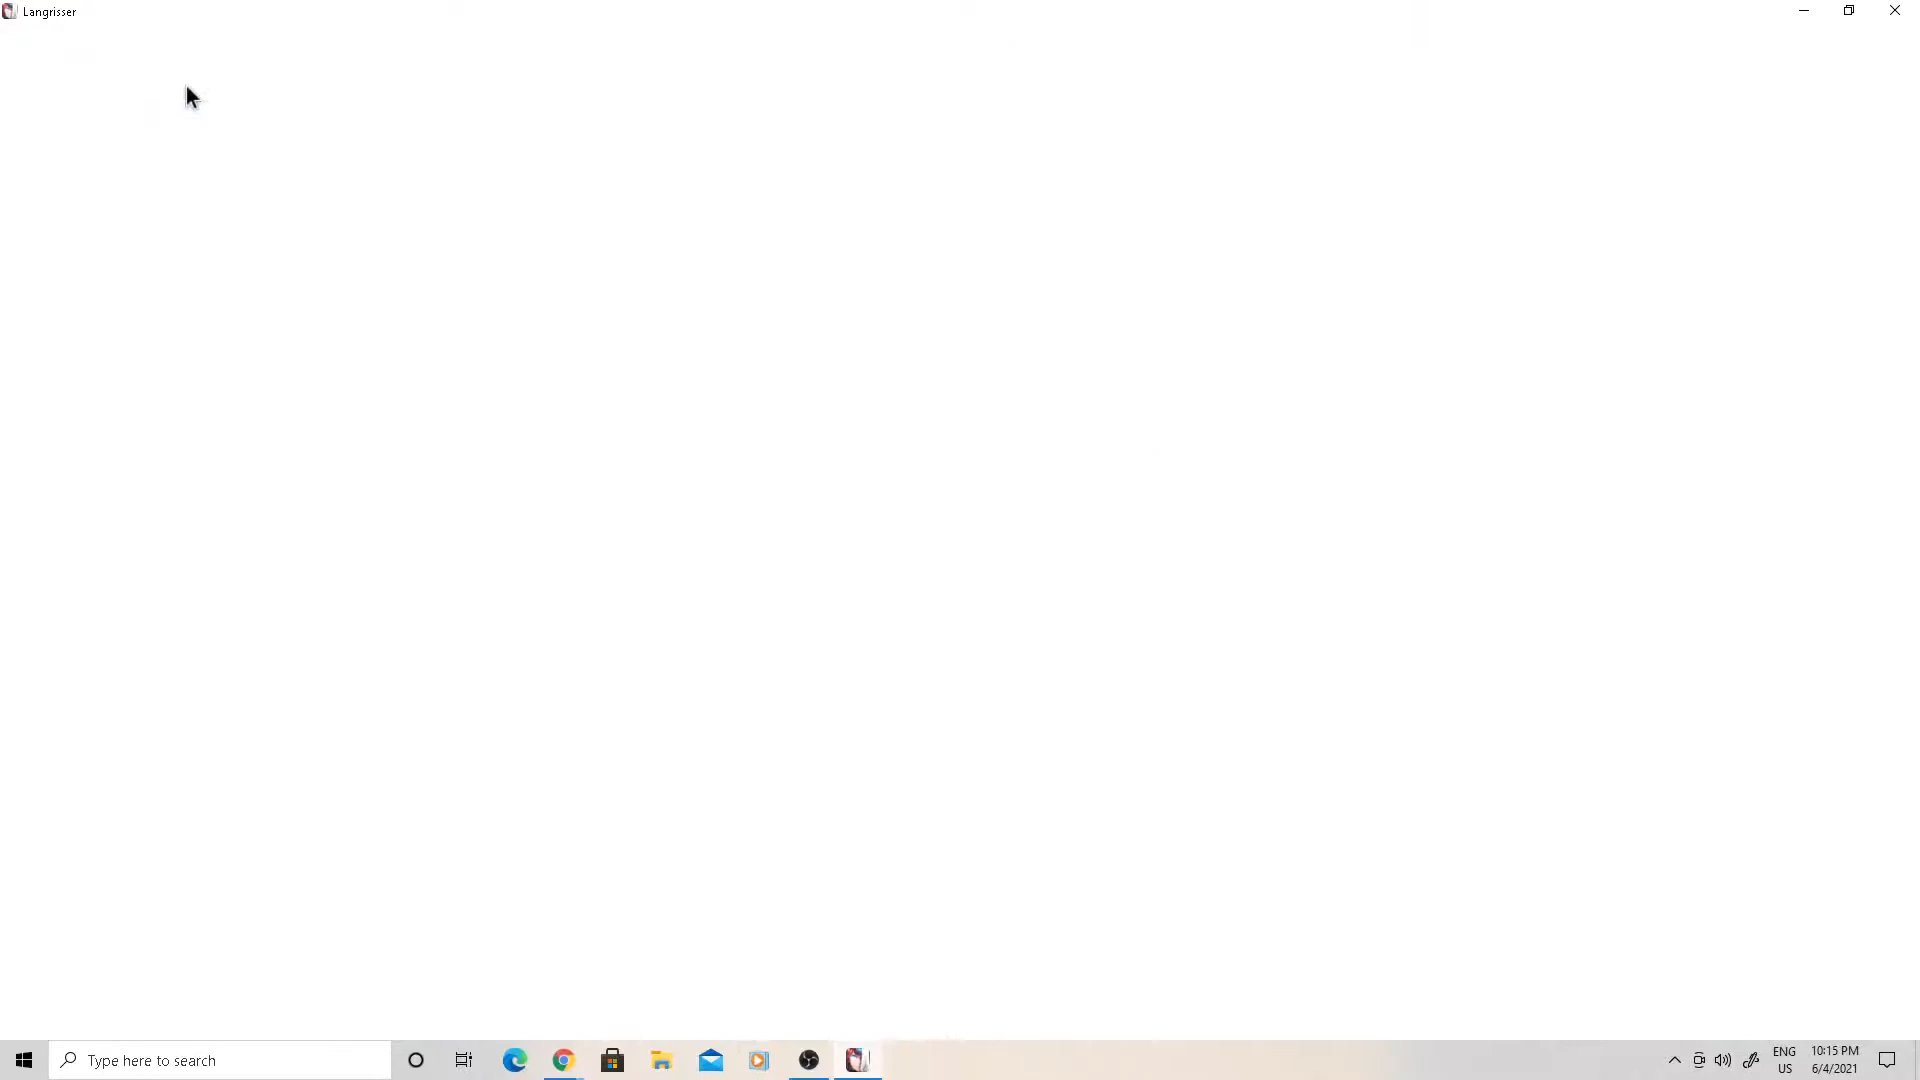 Langrisser
Type here to search
ENG
US
10:15 PM
6/4/2021